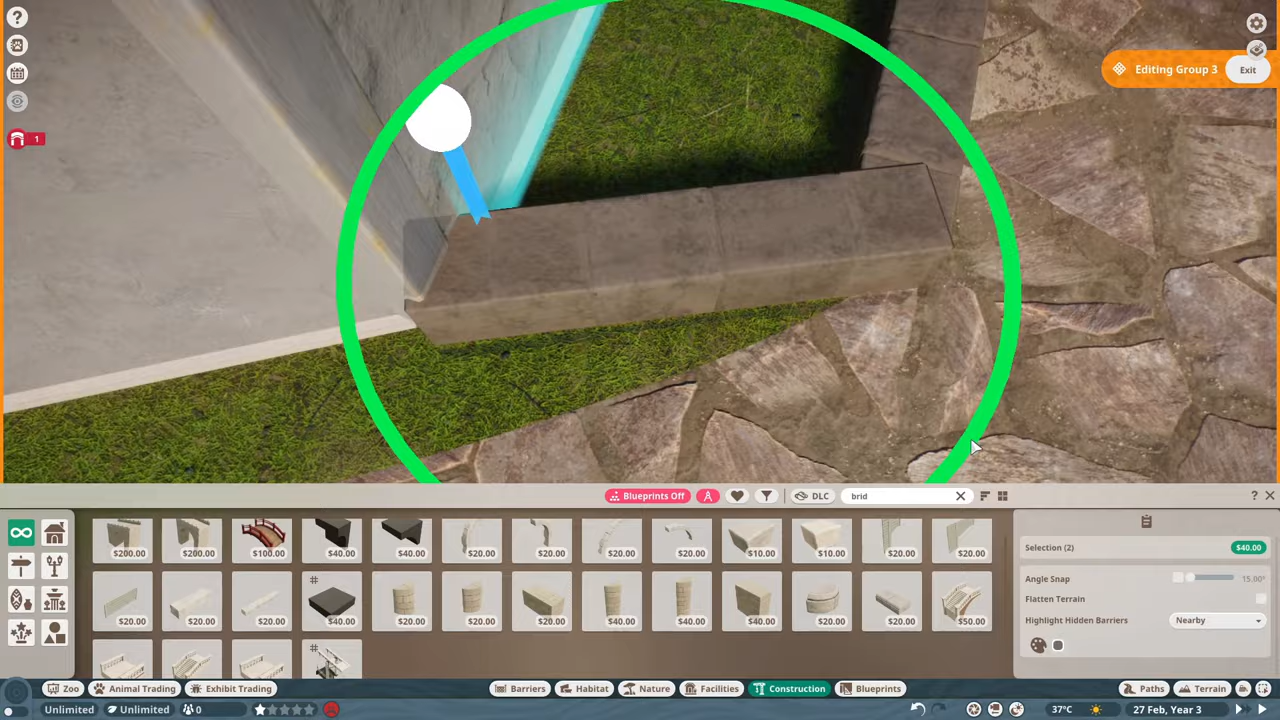 ?
Editing Group 3
Exit
1
Blueprints Off
DLC
brid
?
$200.00
$200.00
$100.00
$40.00
$40.00
$20.00
$20.00
$20.00
$20.00
$10.00
$10.00
$20.00
$20.00
$20.00
$20.00
$20.00
#
$40.00
$20.00
$20.00
$20.00
$40.00
$40.00
$40.00
$20.00
$20.00
$50.00
#
Selection (2)
$40.00
Angle Snap
15.00°
Flatten Terrain
Highlight Hidden Barriers
Nearby
Zoo
Animal Trading
Exhibit Trading
Barriers
Habitat
Nature
Facilities
Construction
Blueprints
Paths
Terrain
Unlimited
Unlimited
0
37°C
27 Feb, Year 3